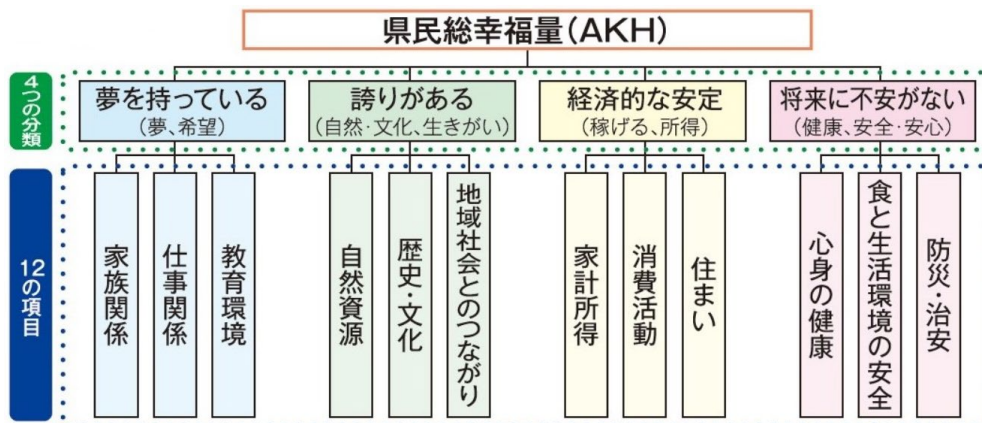 県民総幸福量(AKH)
4つの分類
夢を持っている
(夢、希望)
誇りがある
(自然・文化、生きがい)
経済的な安定
(稼げる、所得)
将来に不安がない
(健康、安全・安心)
12の項目
家族関係
仕事関係
教育環境
自然資源
歴史・文化
地域社会とのつながり
家計所得
消費活動
住まい
心身の健康
食と生活環境の安全
防災・治安